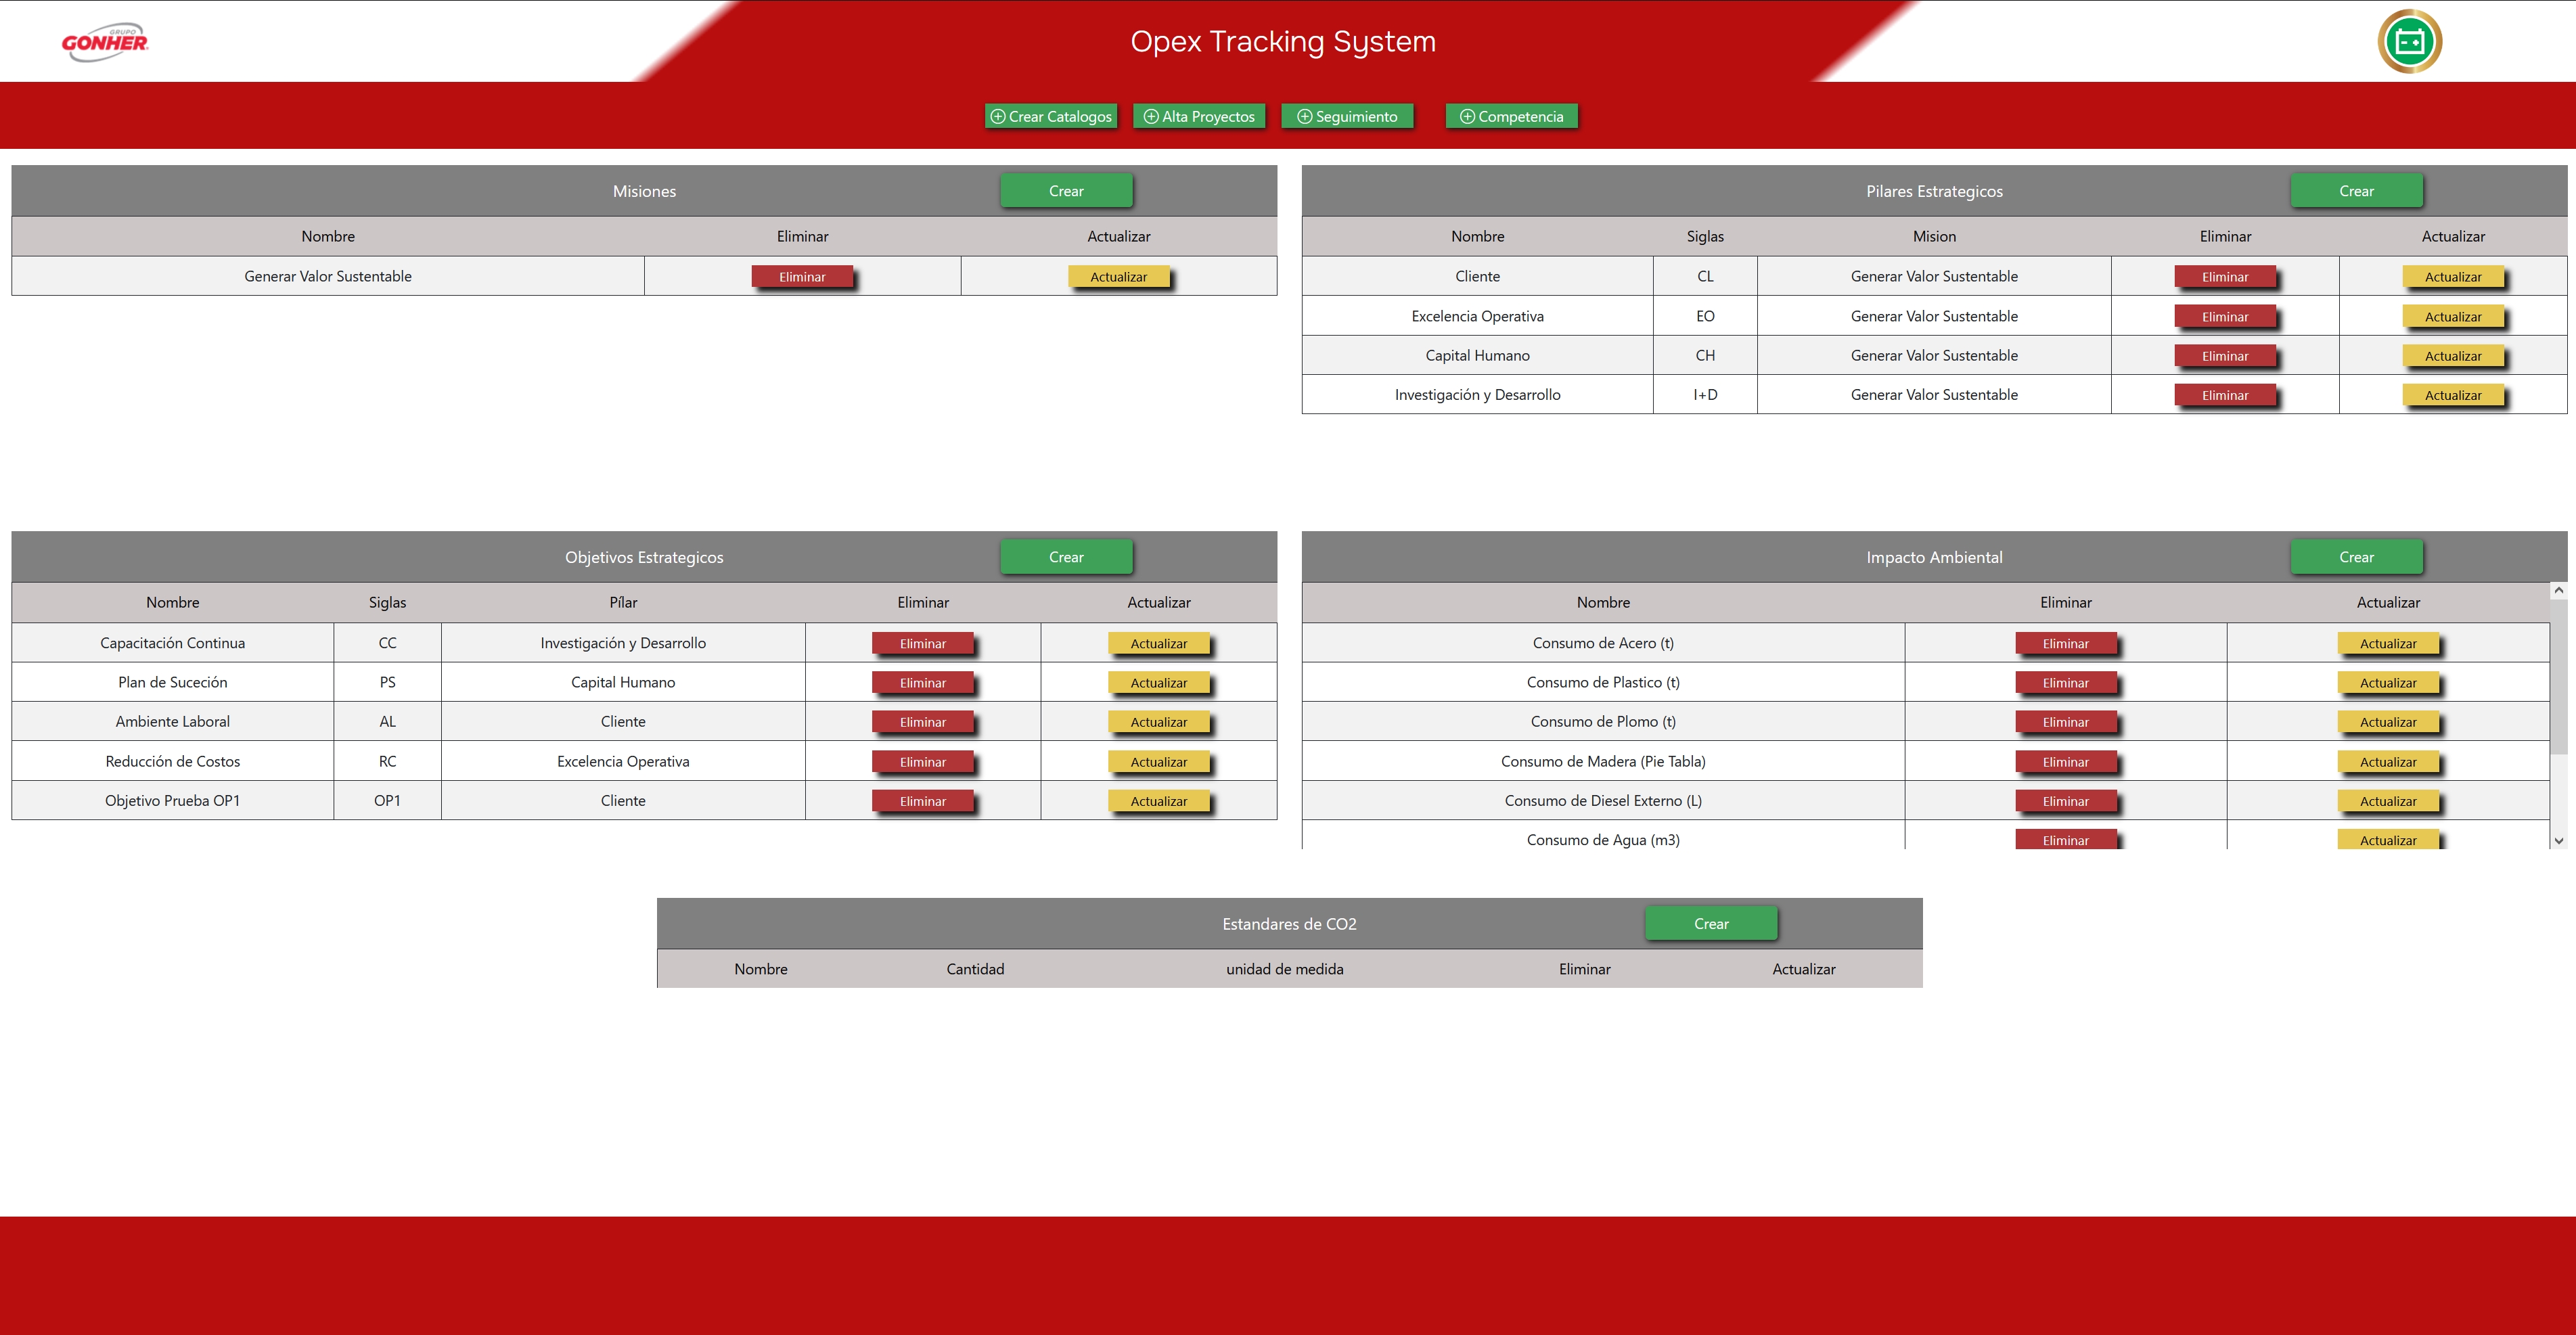 GRUPO
GONHER
Opex Tracking System
Crear Catalogos
Alta Proyectos
Seguimiento
Competencia
Misiones
Crear
Nombre Eliminar Actualizar
Generar Valor Sustentable Eliminar Actualizar
Pilares Estrategicos
Crear
Nombre Siglas Mision Eliminar Actualizar
Cliente CL Generar Valor Sustentable Eliminar Actualizar
Excelencia Operativa EO Generar Valor Sustentable Eliminar Actualizar
Capital Humano CH Generar Valor Sustentable Eliminar Actualizar
Investigación y Desarrollo I+D Generar Valor Sustentable Eliminar Actualizar
Objetivos Estrategicos
Crear
Nombre Siglas Pílar Eliminar Actualizar
Capacitación Continua CC Investigación y Desarrollo Eliminar Actualizar
Plan de Suceción PS Capital Humano Eliminar Actualizar
Ambiente Laboral AL Cliente Eliminar Actualizar
Reducción de Costos RC Excelencia Operativa Eliminar Actualizar
Objetivo Prueba OP1 OP1 Cliente Eliminar Actualizar
Impacto Ambiental
Crear
Nombre Eliminar Actualizar
Consumo de Acero (t) Eliminar Actualizar
Consumo de Plastico (t) Eliminar Actualizar
Consumo de Plomo (t) Eliminar Actualizar
Consumo de Madera (Pie Tabla) Eliminar Actualizar
Consumo de Diesel Externo (L) Eliminar Actualizar
Consumo de Agua (m3) Eliminar Actualizar
Estandares de CO2
Crear
Nombre Cantidad unidad de medida Eliminar Actualizar